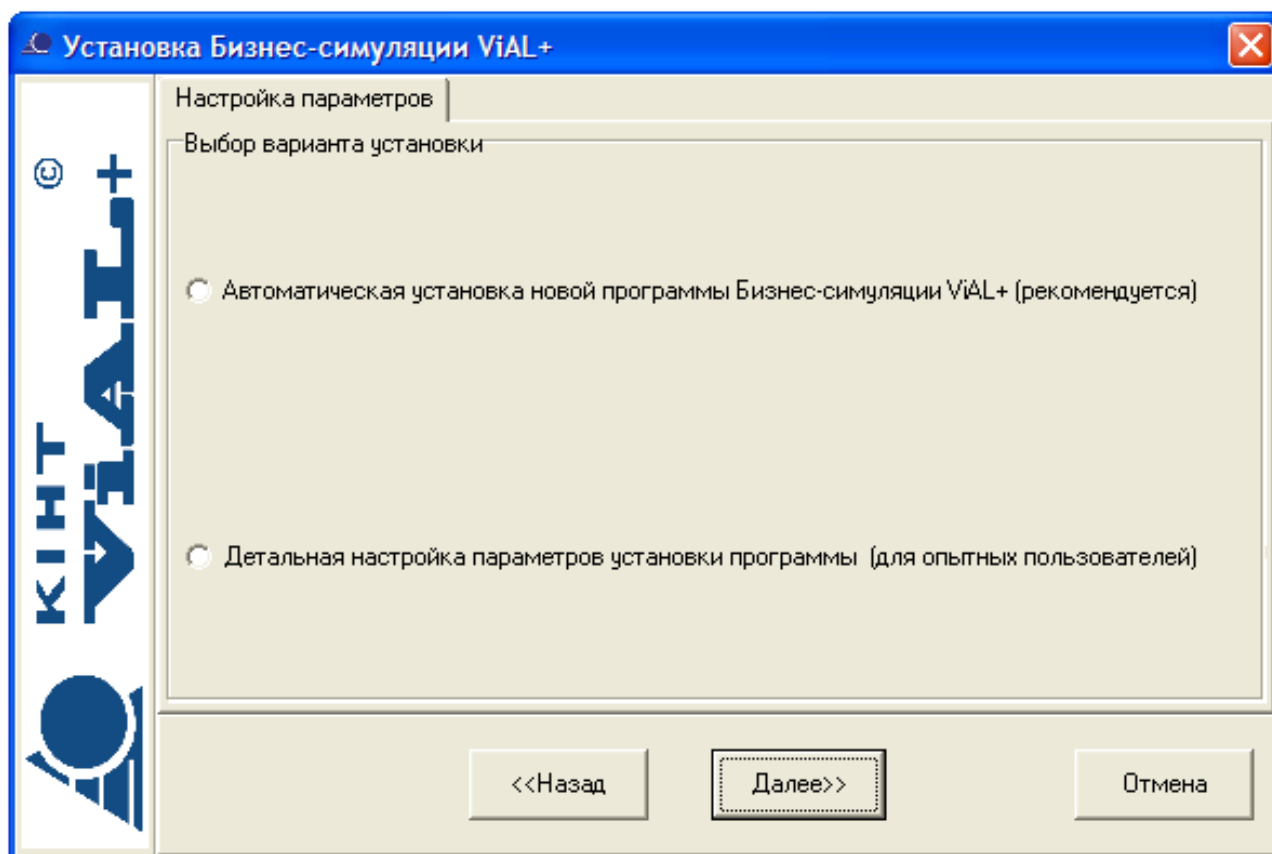 Установка Бизнес-симуляции ViAL+
Настройка параметров
Выбор варианта установки
Автоматическая установка новой программы Бизнес-симуляции ViAL+ (рекомендуется)
Детальная настройка параметров установки программы (для опытных пользователей)
КІНТ
ViAL+ ©
<<Назад
Далее>>
Отмена